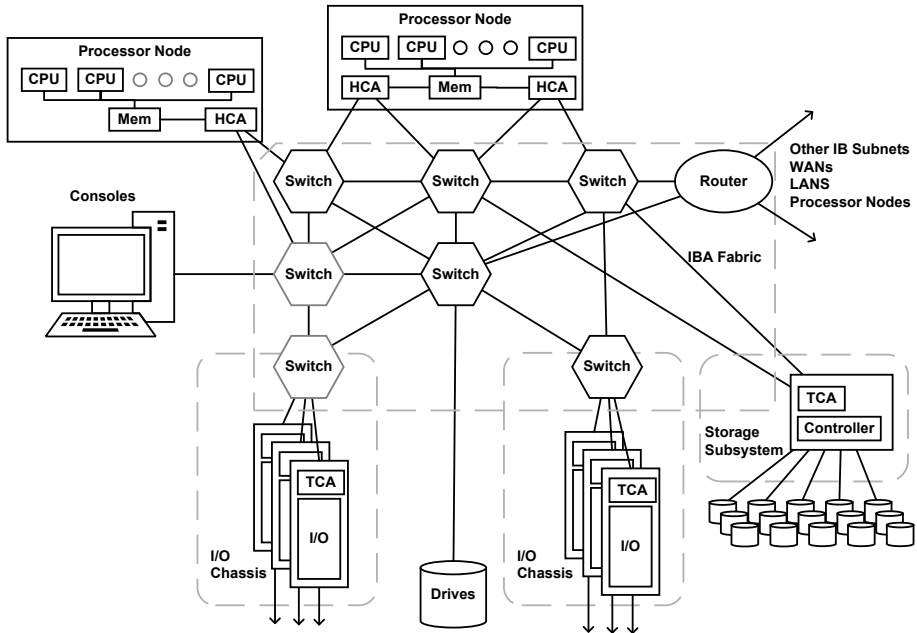 Processor Node
CPU
CPU
CPU
HCA
Mem
HCA
Processor Node
CPU
CPU
CPU
Mem
HCA
Switch
Switch
Switch
Router
Other IB Subnets
WANs
LANS
Processor Nodes
Consoles
Switch
Switch
IBA Fabric
Switch
Switch
TCA
Controller
Storage
Subsystem
TCA
I/O
I/O
Chassis
Drives
TCA
I/O
I/O
Chassis